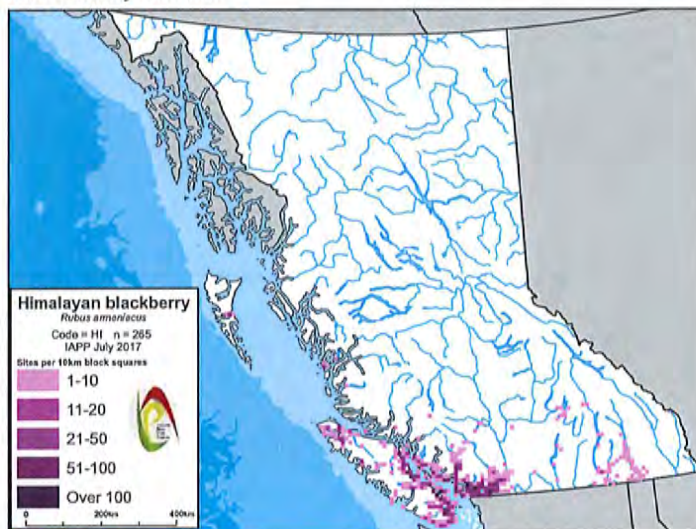 Himalayan blackberry
Rubus armeniacus
Code = HI n = 265
IAPP July 2017
Sites per 10km block squares
1-10
11-20
21-50
51-100
Over 100
0 200km 400km